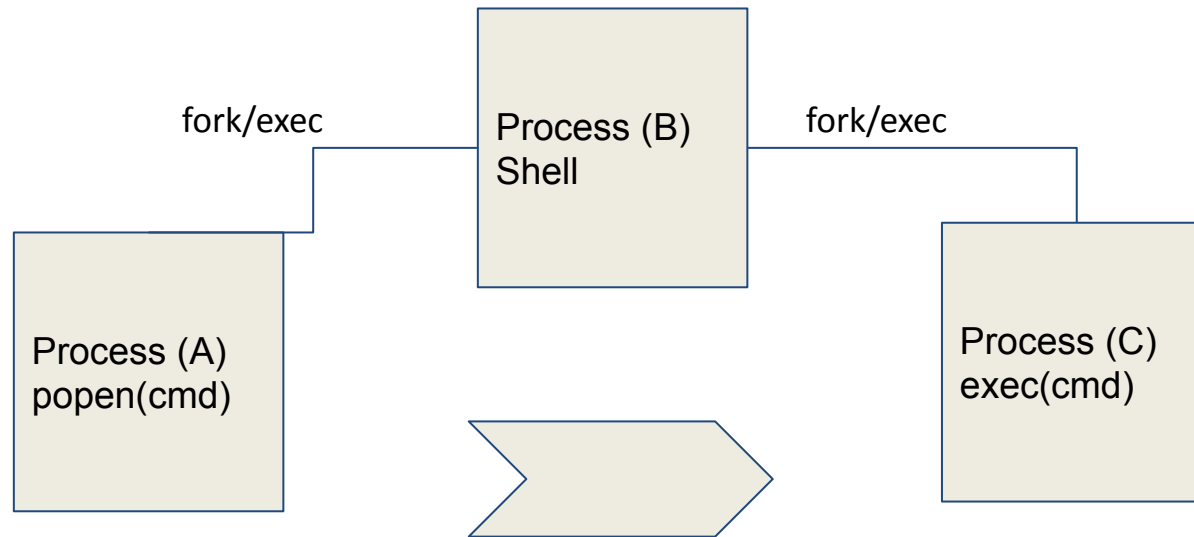 fork/exec
Process (B)
Shell
fork/exec
Process (A)
popen(cmd)
Process (C)
exec(cmd)